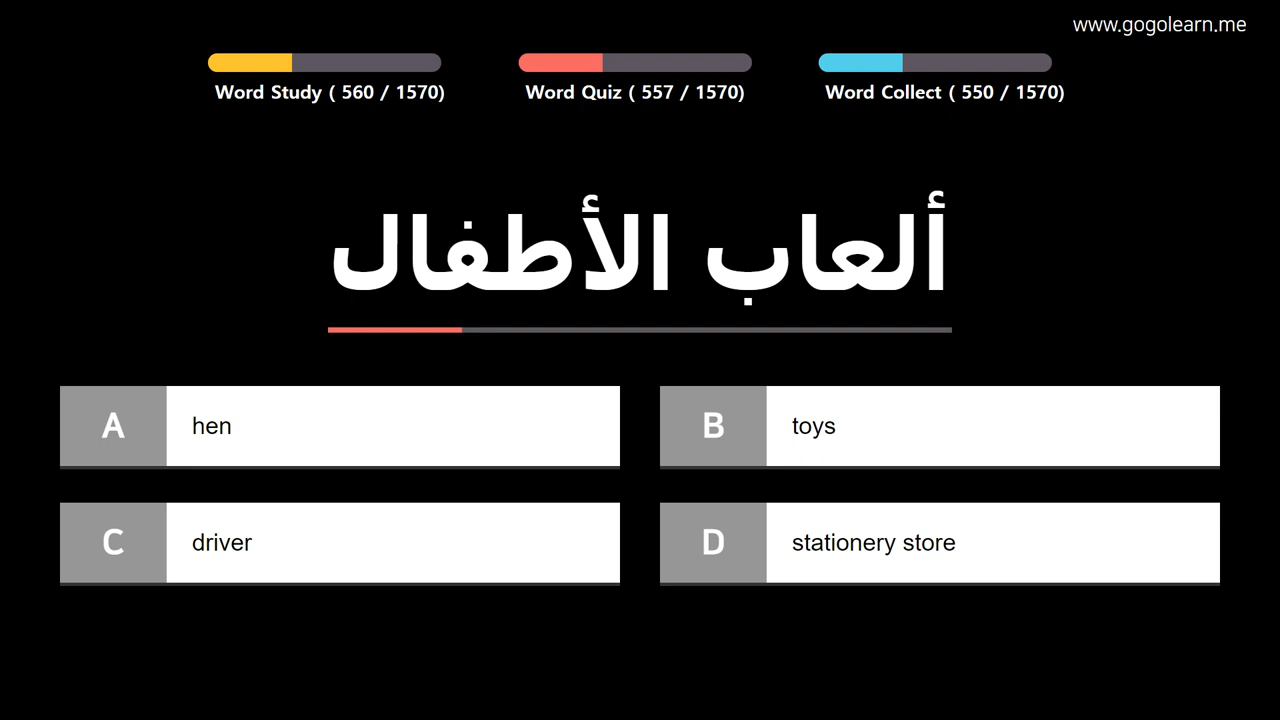 www.gogolearn.me
Word Study ( 560 / 1570)
Word Quiz ( 557 / 1570)
Word Collect ( 550 / 1570)
ألعاب الأطفال
A hen
B toys
C driver
D stationery store